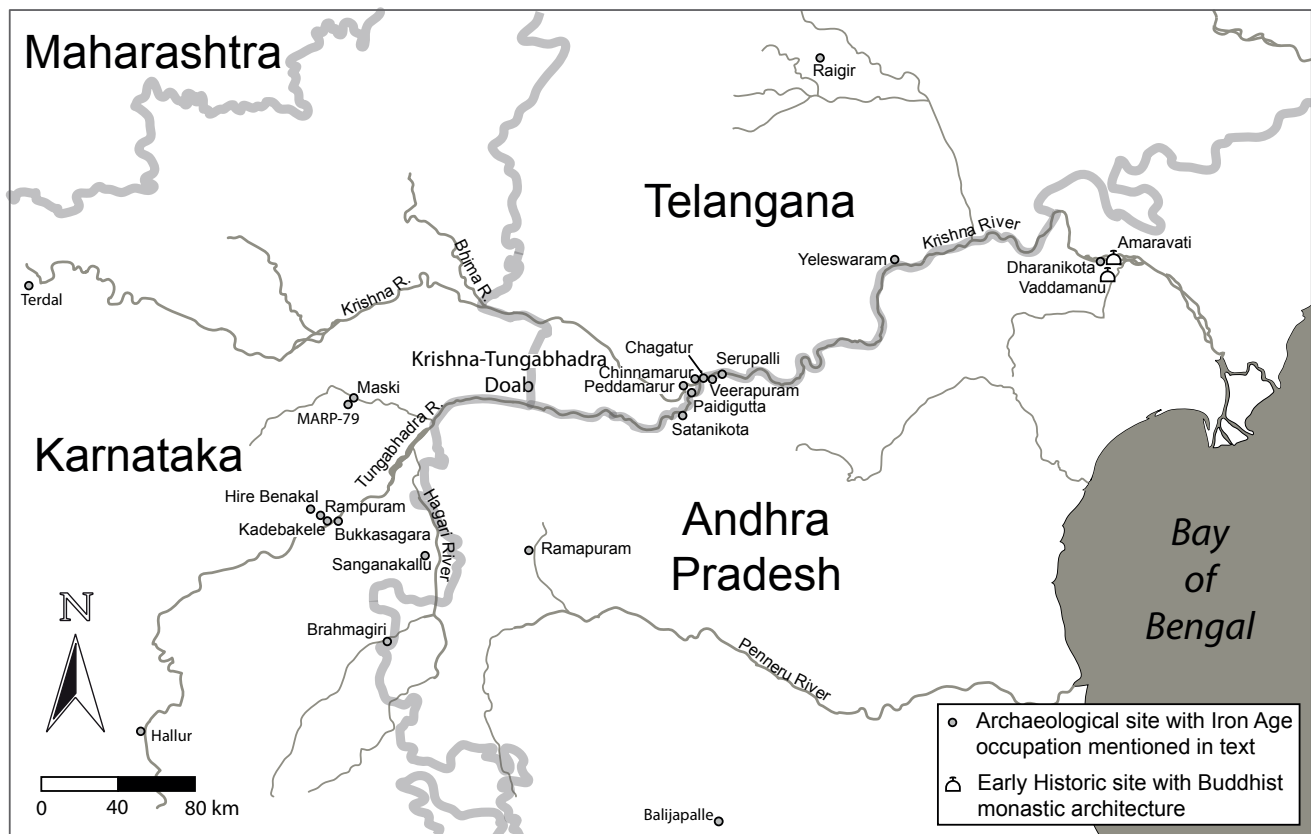 Maharashtra
Raigir
Telangana
Krishna River
Yeleswaram
Amaravati
Dharanikota
Vaddamanu
Bhima R.
Krishna R.
Terdal
Krishna-Tungabhadra
Doab
Chagatur
Serupalli
Chinnamarur
Peddamarur
Veerapuram
Paidigutta
Satanikota
Maski
MARP-79
Tungabhadra R.
Karnataka
Hire Benakal
Rampuram
Kadebakele
Bukkasagara
Hagari River
Sanganakallu
Ramapuram
Andhra
Pradesh
Bay
of
Bengal
N
Brahmagiri
Penneru River
Hallur
0 40 80 km
Balijapalle
Archaeological site with Iron Age
occupation mentioned in text
Early Historic site with Buddhist
monastic architecture